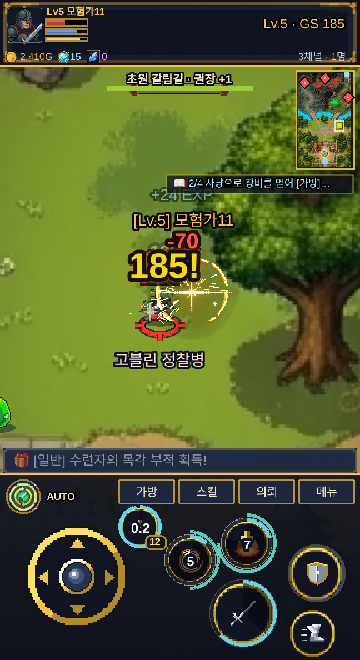 Lv5 모험가11
Lv.5 · GS 185
2,410G 15 0
3채널 · 1명
초원 갈림길 · 권장 +1
2/4 사냥으로 장비를 얻어 [가방]...
+24 EXP
[Lv.5] 모험가11
-70
185!
고블린 정찰병
[일반] 수련자의 목각 부적 획득!
AUTO
가방 스킬 의뢰 메뉴
0.2
12
5
7